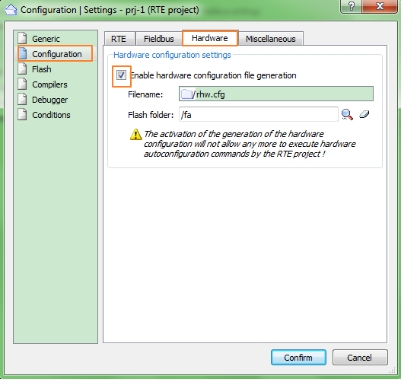 Configuration | Settings - prj-1 (RTE project)
Generic
Configuration
Flash
Compilers
Debugger
Conditions
RTE Fieldbus Hardware Miscellaneous
Hardware configuration settings
Enable hardware configuration file generation
Filename: /rhw.cfg
Flash folder: /fa
The activation of the generation of the hardware
configuration will not allow any more to execute hardware
autoconfiguration commands by the RTE project !
Confirm Cancel